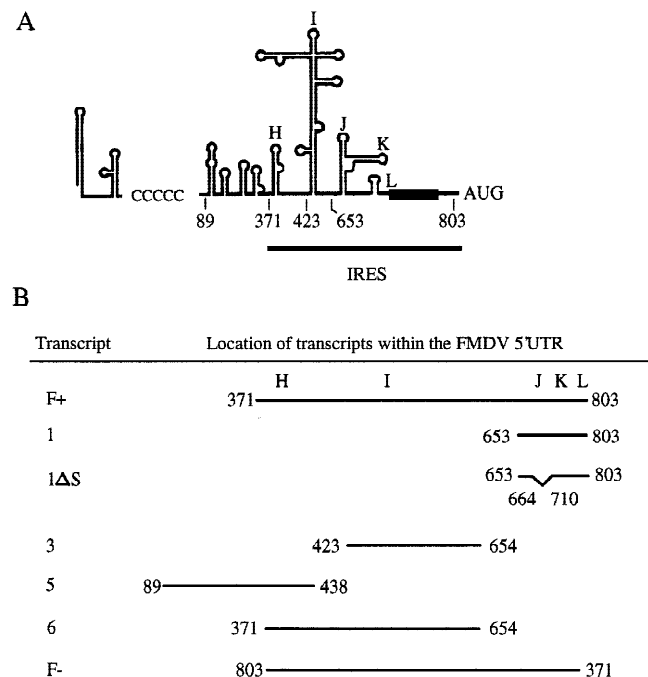 A
I
H
J
K
CCCCC
L
AUG
89 371 423 653 803
IRES
B
Transcript Location of transcripts within the FMDV 5'UTR
H I J K L
F+ 371 803
1 653 803
1ΔS 653 803
664 710
3 423 654
5 89 438
6 371 654
F- 803 371